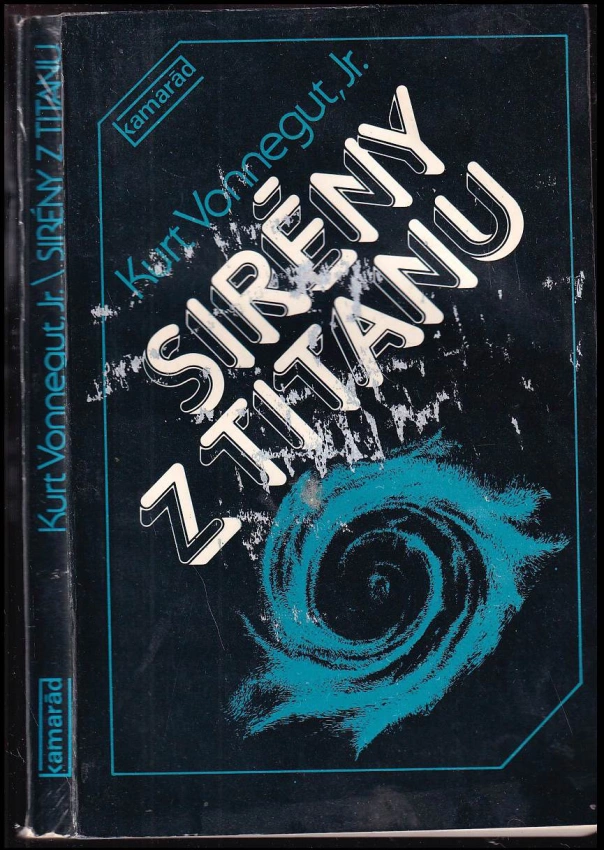 kamarád
Kurt Vonnegut, Jr.
SIRÉNY
Z TITANU
Kurt Vonnegut, Jr. \ SIRÉNY Z TITANU
kamarád